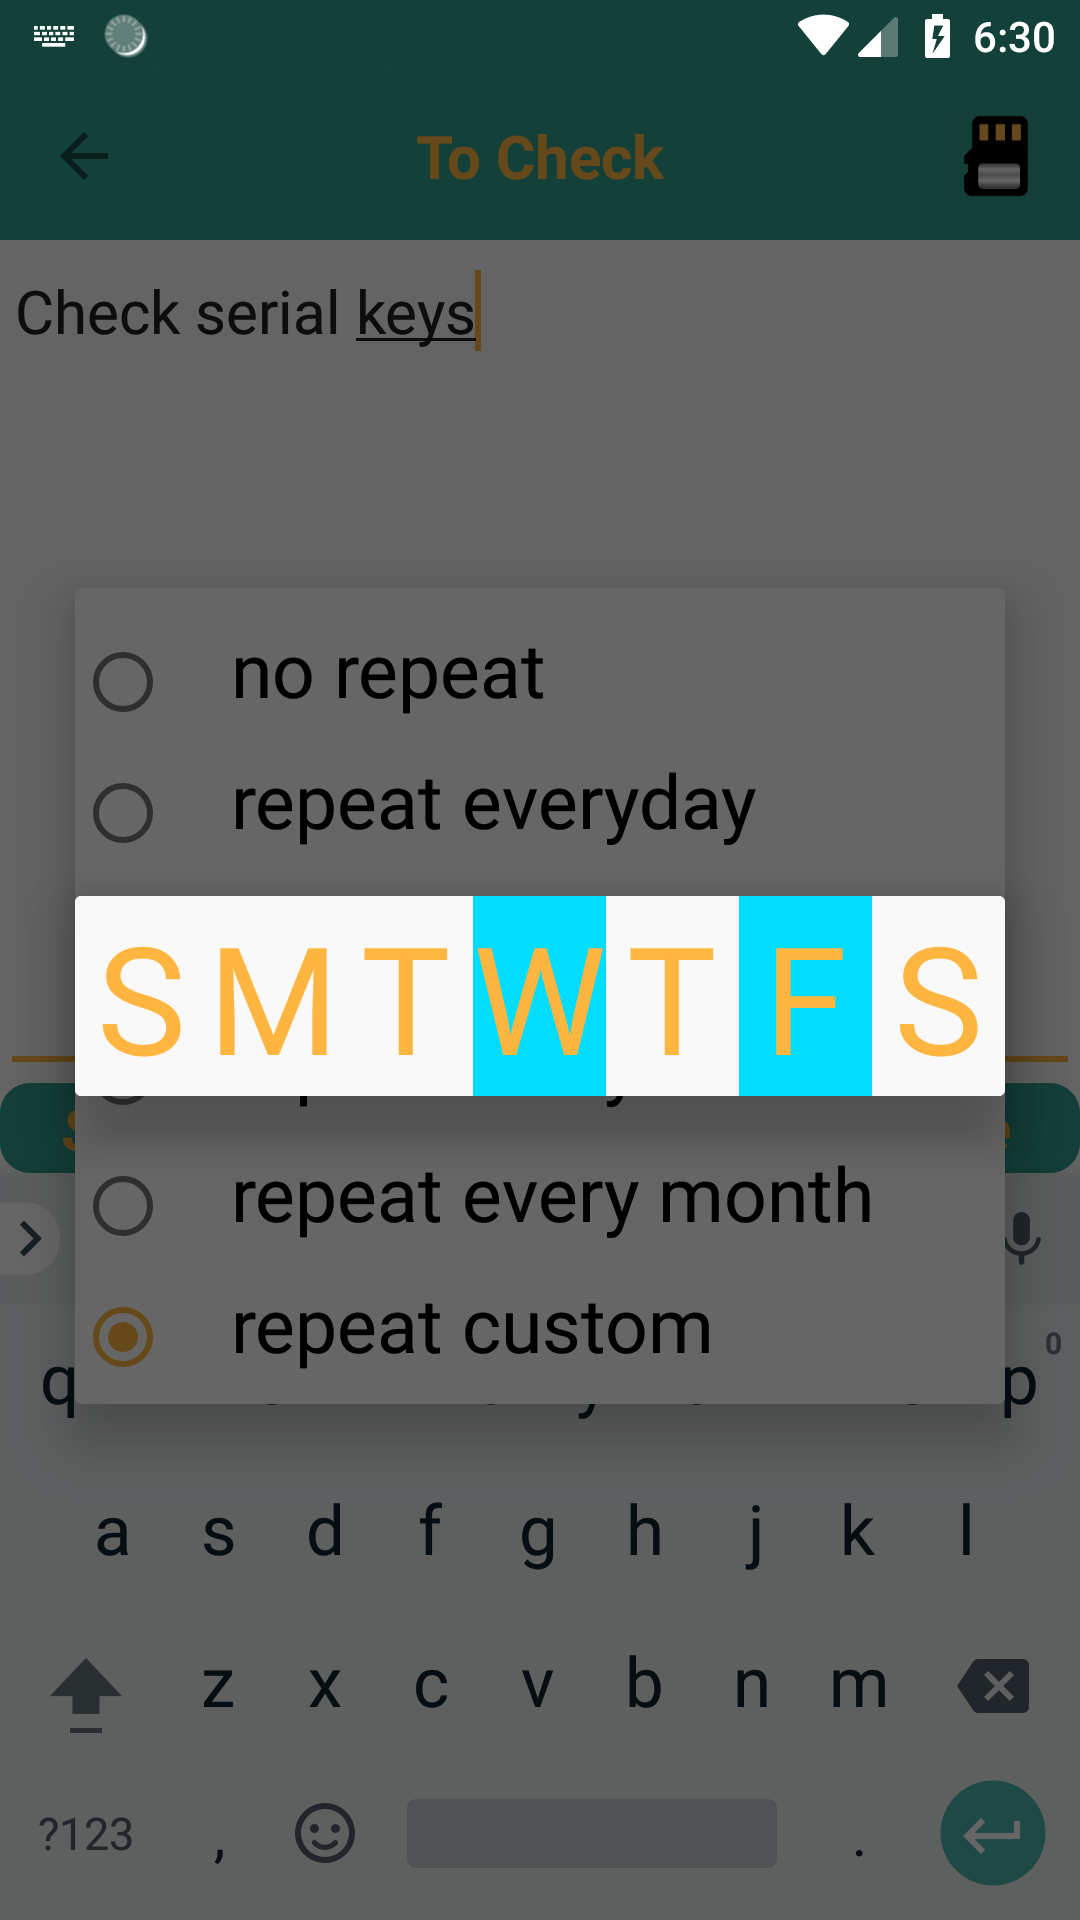 6:30
To Check
Check serial keys
no repeat
repeat everyday
S M T W T F S
repeat every month
repeat custom
q p 0
a s d f g h j k l
z x c v b n m
?123 , .